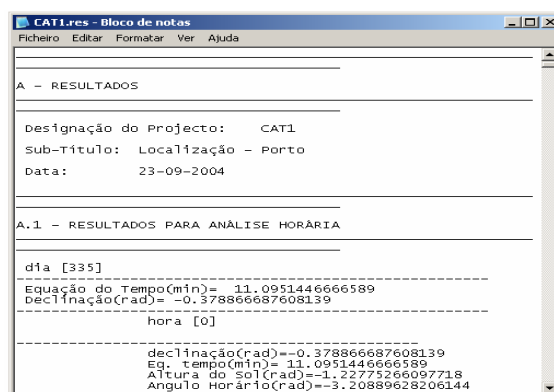 CAT1.res - Bloco de notas
Ficheiro Editar Formatar Ver Ajuda
A - RESULTADOS
Designação do Projecto: CAT1
Sub-Título: Localização - Porto
Data: 23-09-2004
A.1 - RESULTADOS PARA ANÁLISE HORÁRIA
dia [335]
Equação do Tempo(min)= 11.0951446666589
Declinação(rad)= -0.378866687608139
hora [0]
declinação(rad)=-0.378866687608139
Eq. tempo(min)= 11.0951446666589
Altura do Sol(rad)=-1.22775266097718
Angulo Horário(rad)=-3.20889628206144